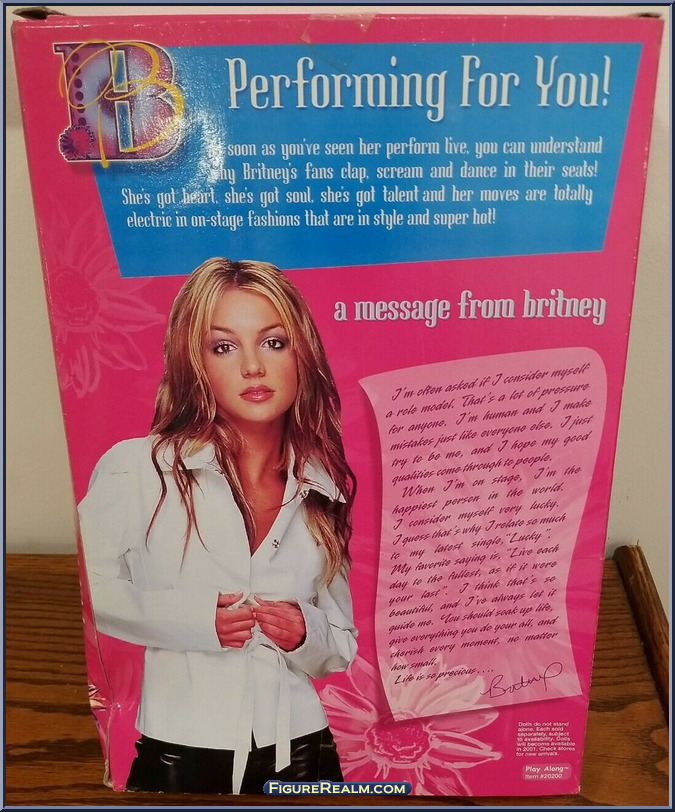 B
Performing For You!
soon as you've seen her perform live, you can understand
hy Britney's fans clap, scream and dance in their seats!
She's got heart, she's got soul, she's got talent and her moves are totally
electric in on-stage fashions that are in style and super hot!
a message from britney
I'm often asked if I consider myself
a role model. That's a lot of pressure
for anyone. I'm human and I make
mistakes just like everyone else. I just
try to be me, and I hope my good
qualities come through to people.
When I'm on stage, I'm the
happiest person in the world.
I consider myself very lucky.
I guess that's why I relate so much
to my latest single, "Lucky".
My favorite saying is, "Live each
day to the fullest, as if it were
your last". I think that's so
beautiful, and I've always let it
guide me. You should soak up life,
give everything you do your all, and
cherish every moment, no matter
how small.
Life is so precious....
Britney
Dolls do not stand
alone. Each sold
separately, subject
to availability. Dolls
will become available
in 2001. Check stores
for new arrivals.
Play Along™
Item #20200
FigureRealm.com